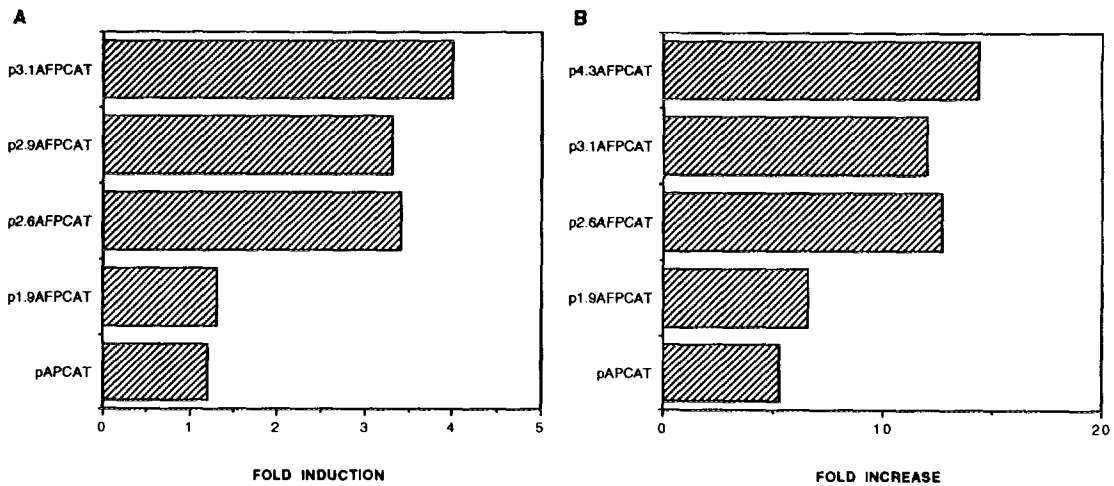 A
p3.1AFPCAT
p2.9AFPCAT
p2.6AFPCAT
p1.9AFPCAT
pAPCAT
0 1 2 3 4 5
FOLD INDUCTION
B
p4.3AFPCAT
p3.1AFPCAT
p2.6AFPCAT
p1.9AFPCAT
pAPCAT
0 10 20
FOLD INCREASE